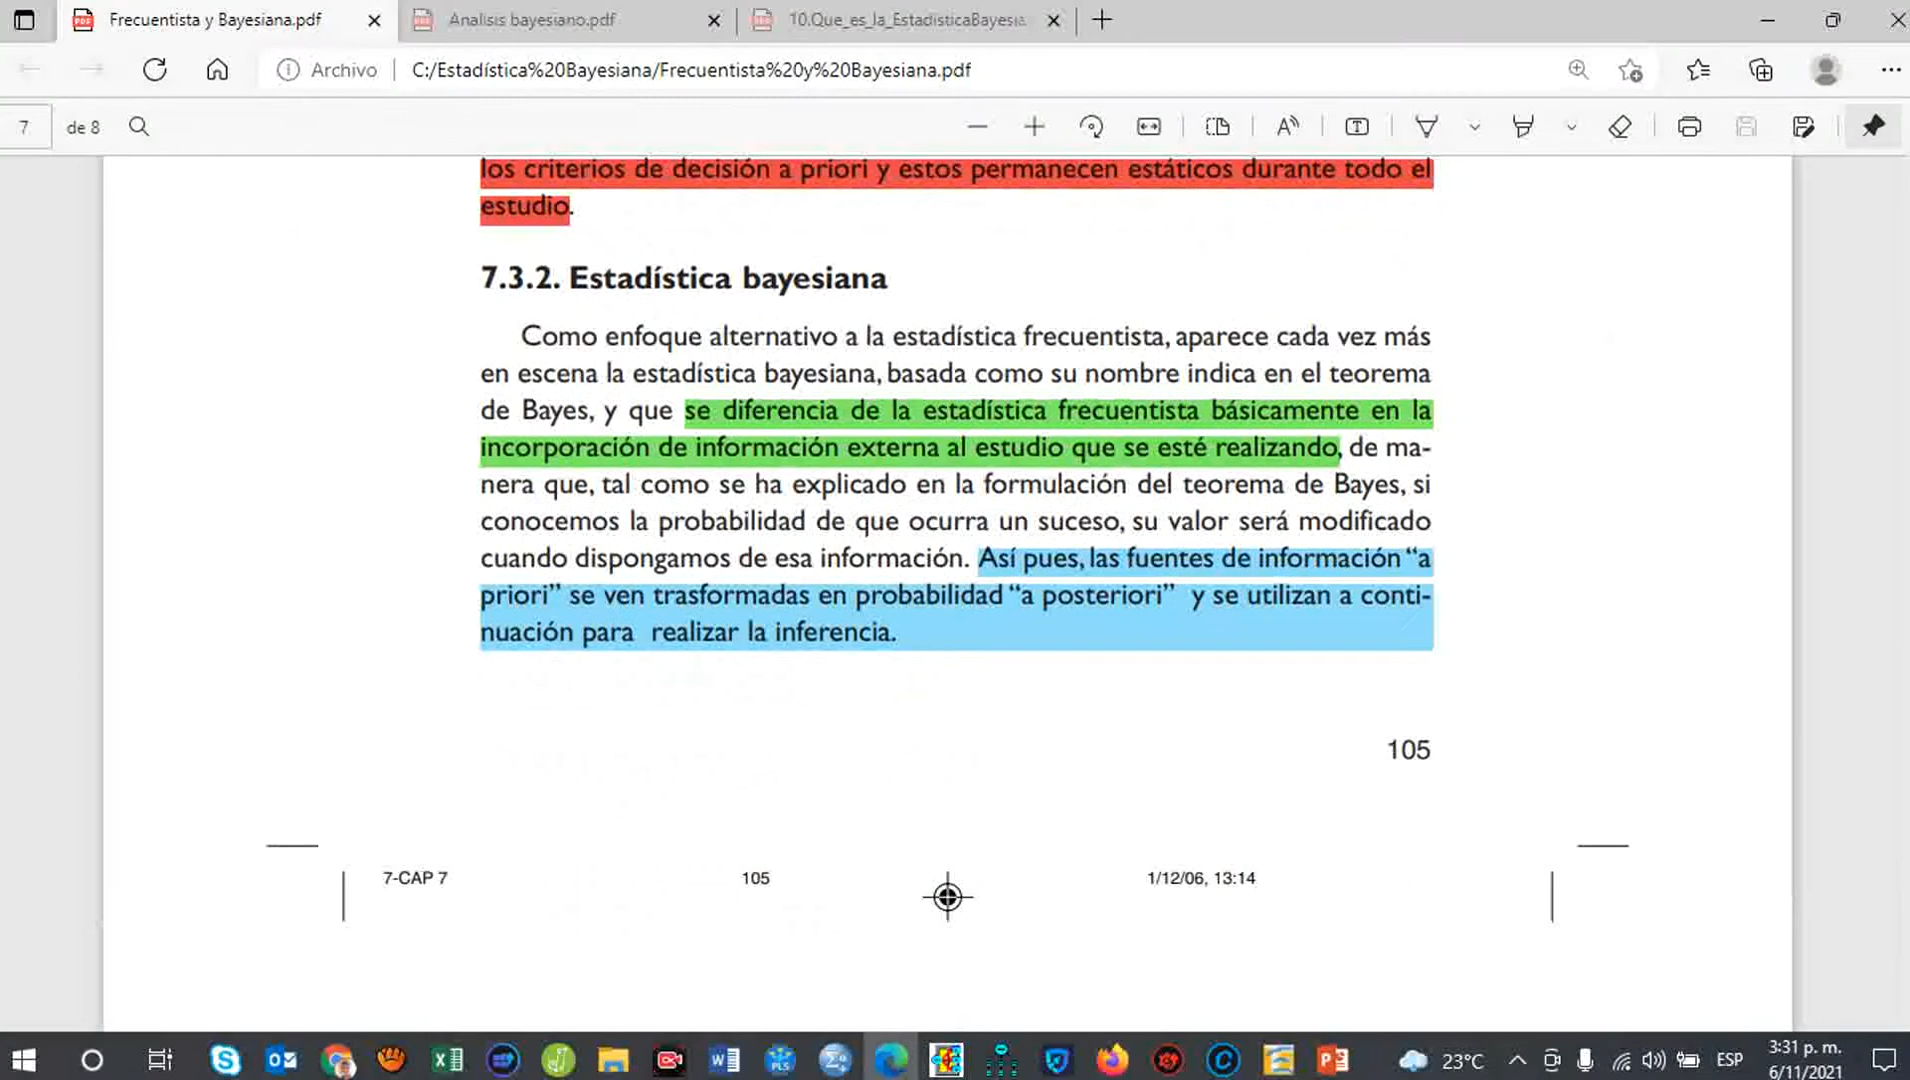 Frecuentista y Bayesiana.pdf
Analisis bayesiano.pdf
10.Que_es_la_EstadisticaBayesia
Archivo
C:/Estadística%20Bayesiana/Frecuentista%20y%20Bayesiana.pdf
7
de 8
los criterios de decisión a priori y estos permanecen estáticos durante todo el
estudio.
7.3.2. Estadística bayesiana
Como enfoque alternativo a la estadística frecuentista, aparece cada vez más
en escena la estadística bayesiana, basada como su nombre indica en el teorema
de Bayes, y que se diferencia de la estadística frecuentista básicamente en la
incorporación de información externa al estudio que se esté realizando, de ma-
nera que, tal como se ha explicado en la formulación del teorema de Bayes, si
conocemos la probabilidad de que ocurra un suceso, su valor será modificado
cuando dispongamos de esa información. Así pues, las fuentes de información “a
priori” se ven trasformadas en probabilidad “a posteriori” y se utilizan a conti-
nuación para realizar la inferencia.
105
7-CAP 7
105
1/12/06, 13:14
23°C
ESP
3:31 p. m.
6/11/2021